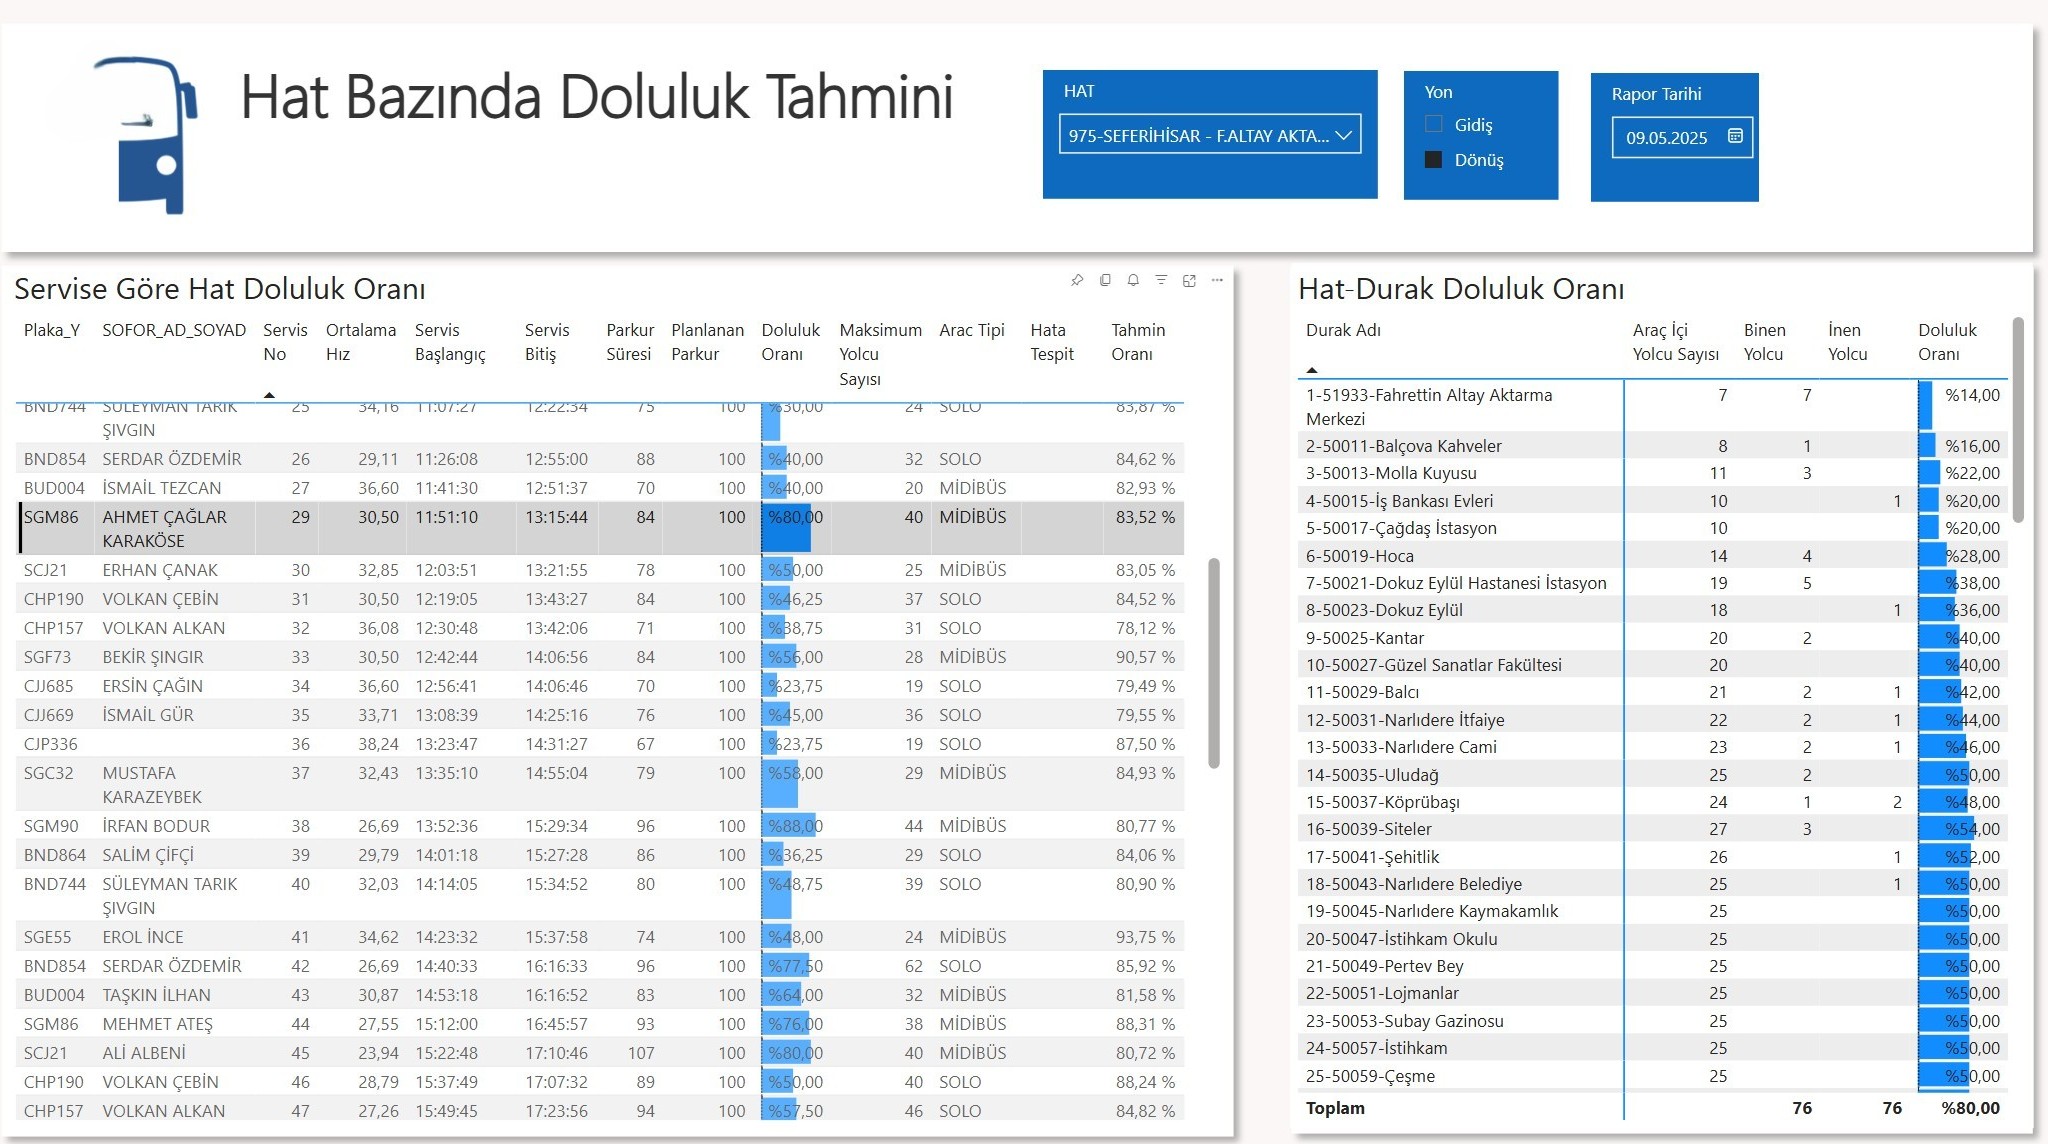 Hat Bazında Doluluk Tahmini
HAT
975-SEFERİHİSAR - F.ALTAY AKTA...
Yon
Gidiş
Dönüş
Rapor Tarihi
09.05.2025
Servise Göre Hat Doluluk Oranı
Plaka_Y SOFOR_AD_SOYAD Servis No Ortalama Hız Servis Başlangıç Servis Bitiş Parkur Süresi Planlanan Parkur Doluluk Oranı Maksimum Yolcu Sayısı Arac Tipi Hata Tespit Tahmin Oranı
BND744 SÜLEYMAN TARIK ŞIVGIN 25 34,16 11:07:27 12:22:34 75 100 %30,00 24 SOLO 83,87 %
BND854 SERDAR ÖZDEMİR 26 29,11 11:26:08 12:55:00 88 100 %40,00 32 SOLO 84,62 %
BUD004 İSMAİL TEZCAN 27 36,60 11:41:30 12:51:37 70 100 %40,00 20 MİDİBÜS 82,93 %
SGM86 AHMET ÇAĞLAR KARAKÖSE 29 30,50 11:51:10 13:15:44 84 100 %80,00 40 MİDİBÜS 83,52 %
SCJ21 ERHAN ÇANAK 30 32,85 12:03:51 13:21:55 78 100 %50,00 25 MİDİBÜS 83,05 %
CHP190 VOLKAN ÇEBİN 31 30,50 12:19:05 13:43:27 84 100 %46,25 37 SOLO 84,52 %
CHP157 VOLKAN ALKAN 32 36,08 12:30:48 13:42:06 71 100 %38,75 31 SOLO 78,12 %
SGF73 BEKİR ŞINGIR 33 30,50 12:42:44 14:06:56 84 100 %56,00 28 MİDİBÜS 90,57 %
CJJ685 ERSİN ÇAĞIN 34 36,60 12:56:41 14:06:46 70 100 %23,75 19 SOLO 79,49 %
CJJ669 İSMAİL GÜR 35 33,71 13:08:39 14:25:16 76 100 %45,00 36 SOLO 79,55 %
CJP336 36 38,24 13:23:47 14:31:27 67 100 %23,75 19 SOLO 87,50 %
SGC32 MUSTAFA KARAZEYBEK 37 32,43 13:35:10 14:55:04 79 100 %58,00 29 MİDİBÜS 84,93 %
SGM90 İRFAN BODUR 38 26,69 13:52:36 15:29:34 96 100 %88,00 44 MİDİBÜS 80,77 %
BND864 SALİM ÇİFÇİ 39 29,79 14:01:18 15:27:28 86 100 %36,25 29 SOLO 84,06 %
BND744 SÜLEYMAN TARIK ŞIVGIN 40 32,03 14:14:05 15:34:52 80 100 %48,75 39 SOLO 80,90 %
SGE55 EROL İNCE 41 34,62 14:23:32 15:37:58 74 100 %48,00 24 MİDİBÜS 93,75 %
BND854 SERDAR ÖZDEMİR 42 26,69 14:40:33 16:16:33 96 100 %77,50 62 SOLO 85,92 %
BUD004 TAŞKIN İLHAN 43 30,87 14:53:18 16:16:52 83 100 %64,00 32 MİDİBÜS 81,58 %
SGM86 MEHMET ATEŞ 44 27,55 15:12:00 16:45:57 93 100 %76,00 38 MİDİBÜS 88,31 %
SCJ21 ALİ ALBENİ 45 23,94 15:22:48 17:10:46 107 100 %80,00 40 MİDİBÜS 80,72 %
CHP190 VOLKAN ÇEBİN 46 28,79 15:37:49 17:07:32 89 100 %50,00 40 SOLO 88,24 %
CHP157 VOLKAN ALKAN 47 27,26 15:49:45 17:23:56 94 100 %57,50 46 SOLO 84,82 %
Hat-Durak Doluluk Oranı
Durak Adı Araç İçi Yolcu Sayısı Binen Yolcu İnen Yolcu Doluluk Oranı
1-51933-Fahrettin Altay Aktarma Merkezi 7 7 %14,00
2-50011-Balçova Kahveler 8 1 %16,00
3-50013-Molla Kuyusu 11 3 %22,00
4-50015-İş Bankası Evleri 10 1 %20,00
5-50017-Çağdaş İstasyon 10 %20,00
6-50019-Hoca 14 4 %28,00
7-50021-Dokuz Eylül Hastanesi İstasyon 19 5 %38,00
8-50023-Dokuz Eylül 18 1 %36,00
9-50025-Kantar 20 2 %40,00
10-50027-Güzel Sanatlar Fakültesi 20 %40,00
11-50029-Balcı 21 2 1 %42,00
12-50031-Narlıdere İtfaiye 22 2 1 %44,00
13-50033-Narlıdere Cami 23 2 1 %46,00
14-50035-Uludağ 25 2 %50,00
15-50037-Köprübaşı 24 1 2 %48,00
16-50039-Siteler 27 3 %54,00
17-50041-Şehitlik 26 1 %52,00
18-50043-Narlıdere Belediye 25 1 %50,00
19-50045-Narlıdere Kaymakamlık 25 %50,00
20-50047-İstihkam Okulu 25 %50,00
21-50049-Pertev Bey 25 %50,00
22-50051-Lojmanlar 25 %50,00
23-50053-Subay Gazinosu 25 %50,00
24-50057-İstihkam 25 %50,00
25-50059-Çeşme 25 %50,00
Toplam 76 76 %80,00